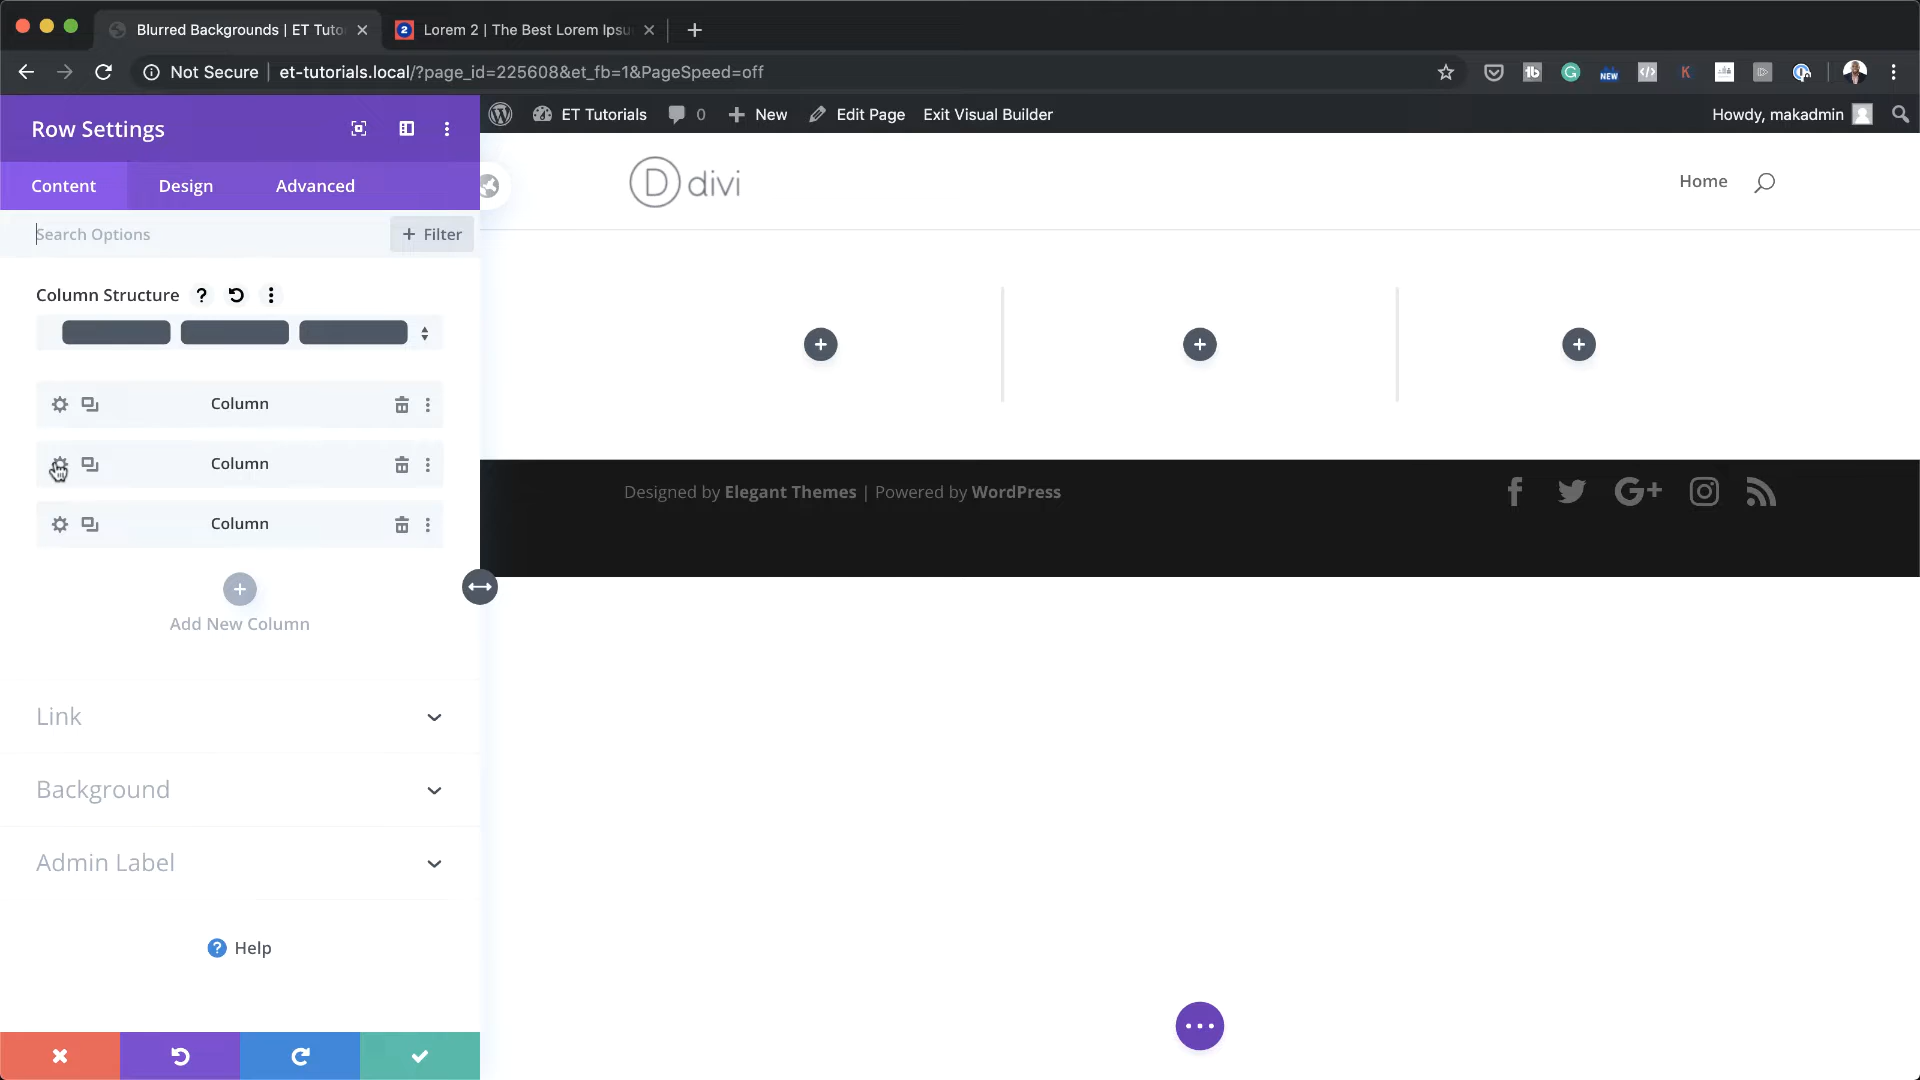 Blurred Backgrounds | ET Tuto
2 Lorem 2 | The Best Lorem Ipsu
Not Secure | et-tutorials.local/?page_id=225608&et_fb=1&PageSpeed=off
tb G NEW K
Row Settings
ET Tutorials 0 New Edit Page Exit Visual Builder
Howdy, makadmin
Content Design Advanced
D divi
Home
Search Options
+ Filter
Column Structure ?
Column
Column
Column
Add New Column
Designed by Elegant Themes | Powered by WordPress
Link
Background
Admin Label
? Help